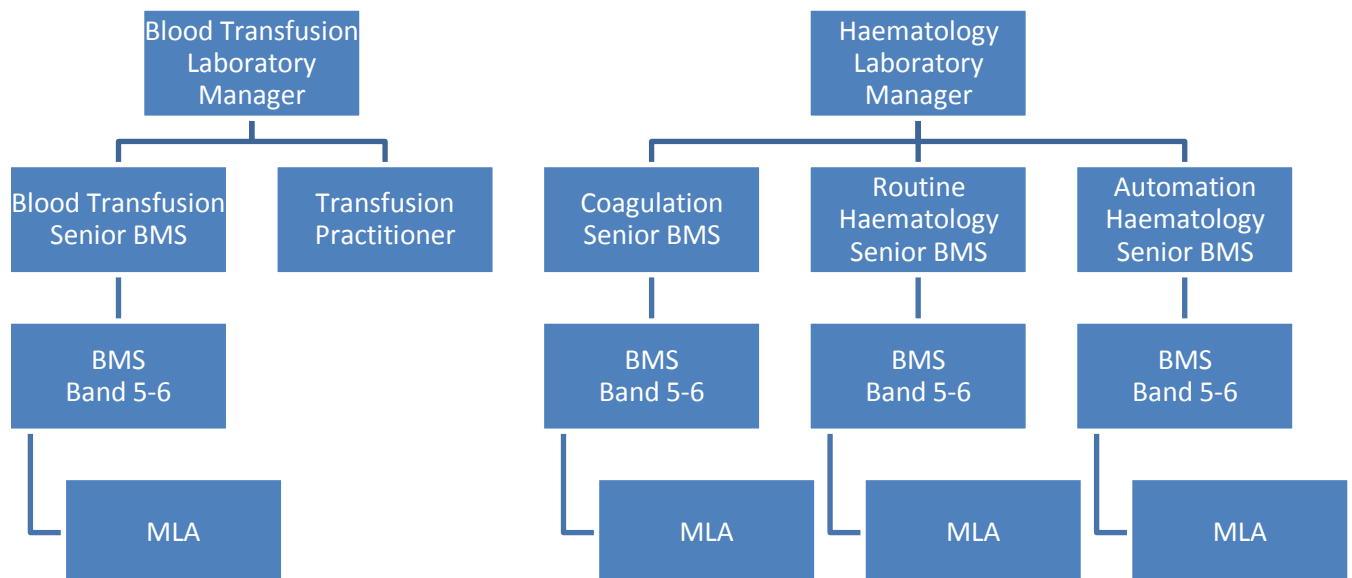 Blood Transfusion
Laboratory
Manager
Haematology
Laboratory
Manager
Blood Transfusion
Senior BMS
Transfusion
Practitioner
Coagulation
Senior BMS
Routine
Haematology
Senior BMS
Automation
Haematology
Senior BMS
BMS
Band 5-6
BMS
Band 5-6
BMS
Band 5-6
BMS
Band 5-6
MLA
MLA
MLA
MLA